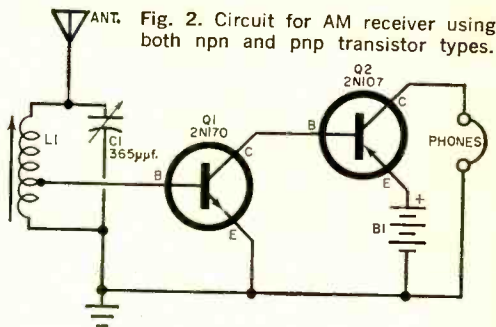 ANT. Fig. 2. Circuit for AM receiver using
both npn and pnp transistor types.
L1
C1
365μμf.
Q1
2N170
B
C
E
Q2
2N107
B
C
E
PHONES
B1
+